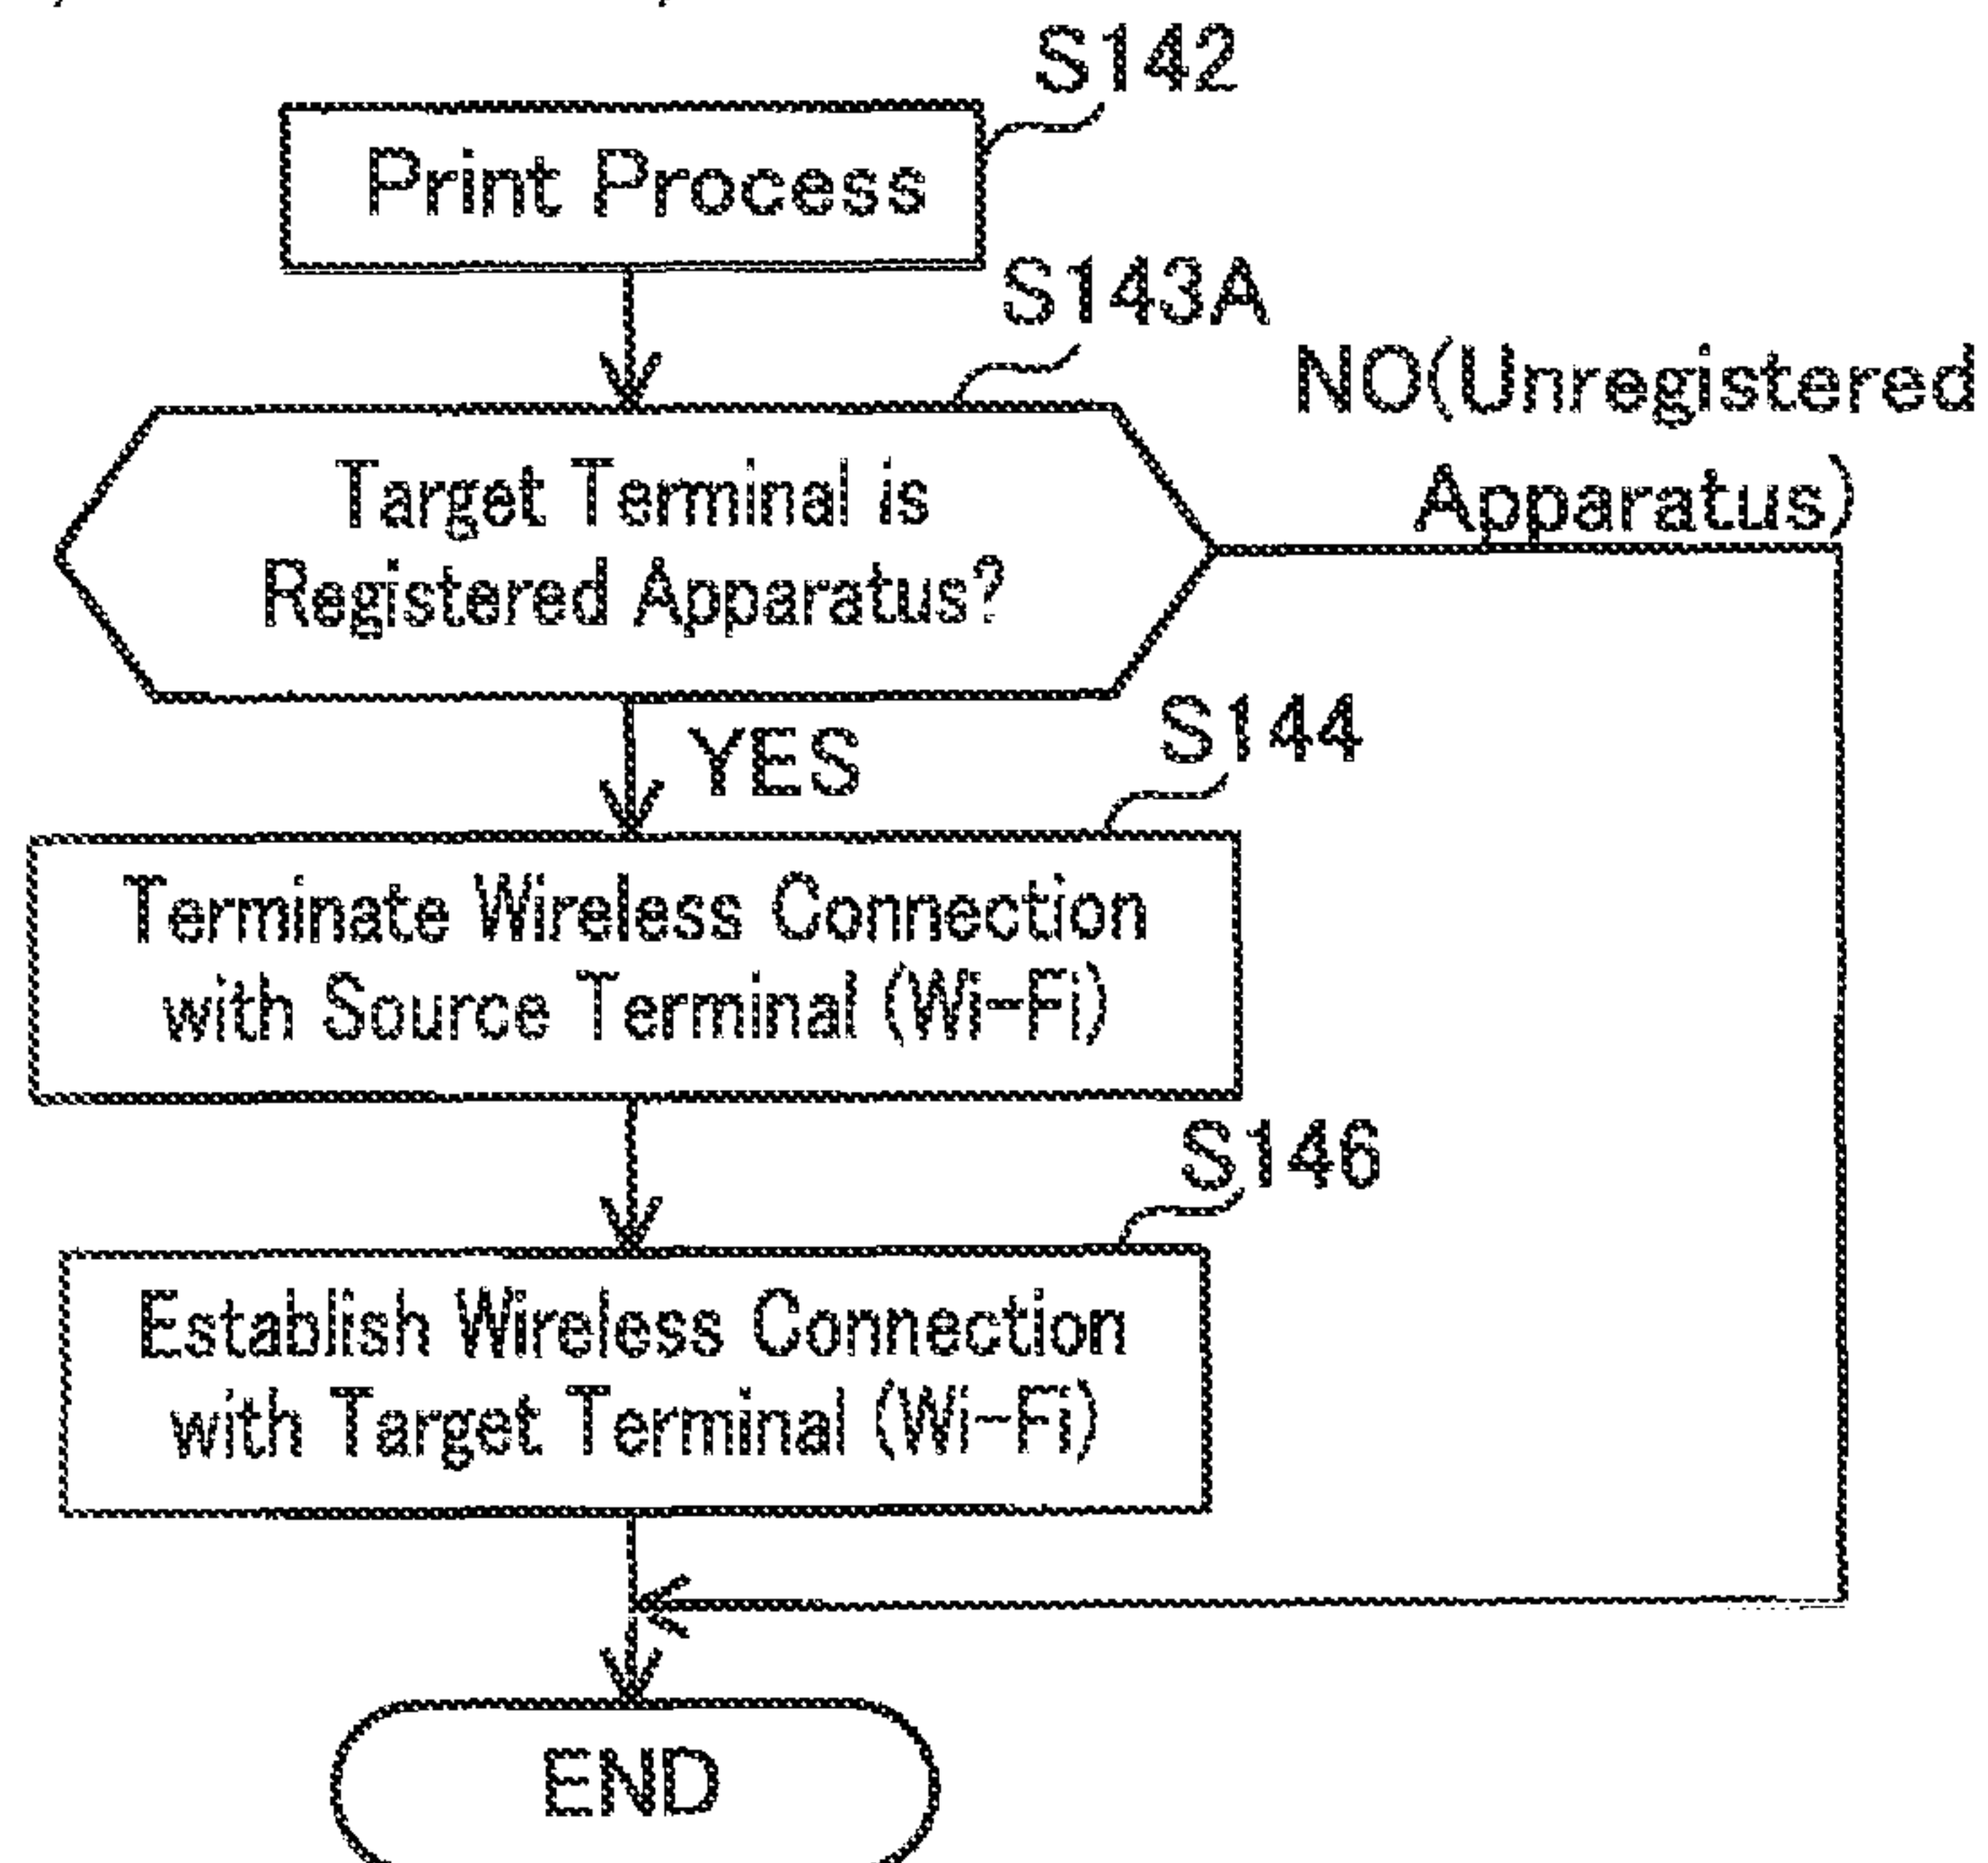 S142
Print Process
S143A
NO(Unregistered
Apparatus)
Target Terminal is
Registered Apparatus?
YES
S144
Terminate Wireless Connection
with Source Terminal (Wi-Fi)
S146
Establish Wireless Connection
with Target Terminal (Wi-Fi)
END